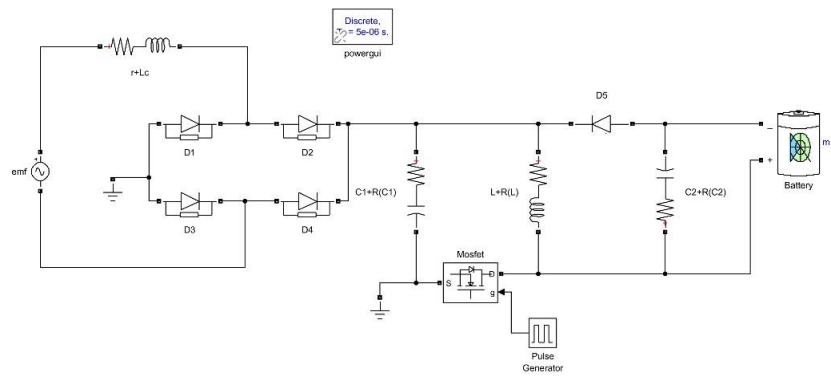 Discrete,
= 5e-06 s.
powergui
r+Lc
D5
D1
D2
emf
+
C1+R(C1)
L+R(L)
C2+R(C2)
–
+
m
Battery
D3
D4
Mosfet
S
D
g
Pulse
Generator